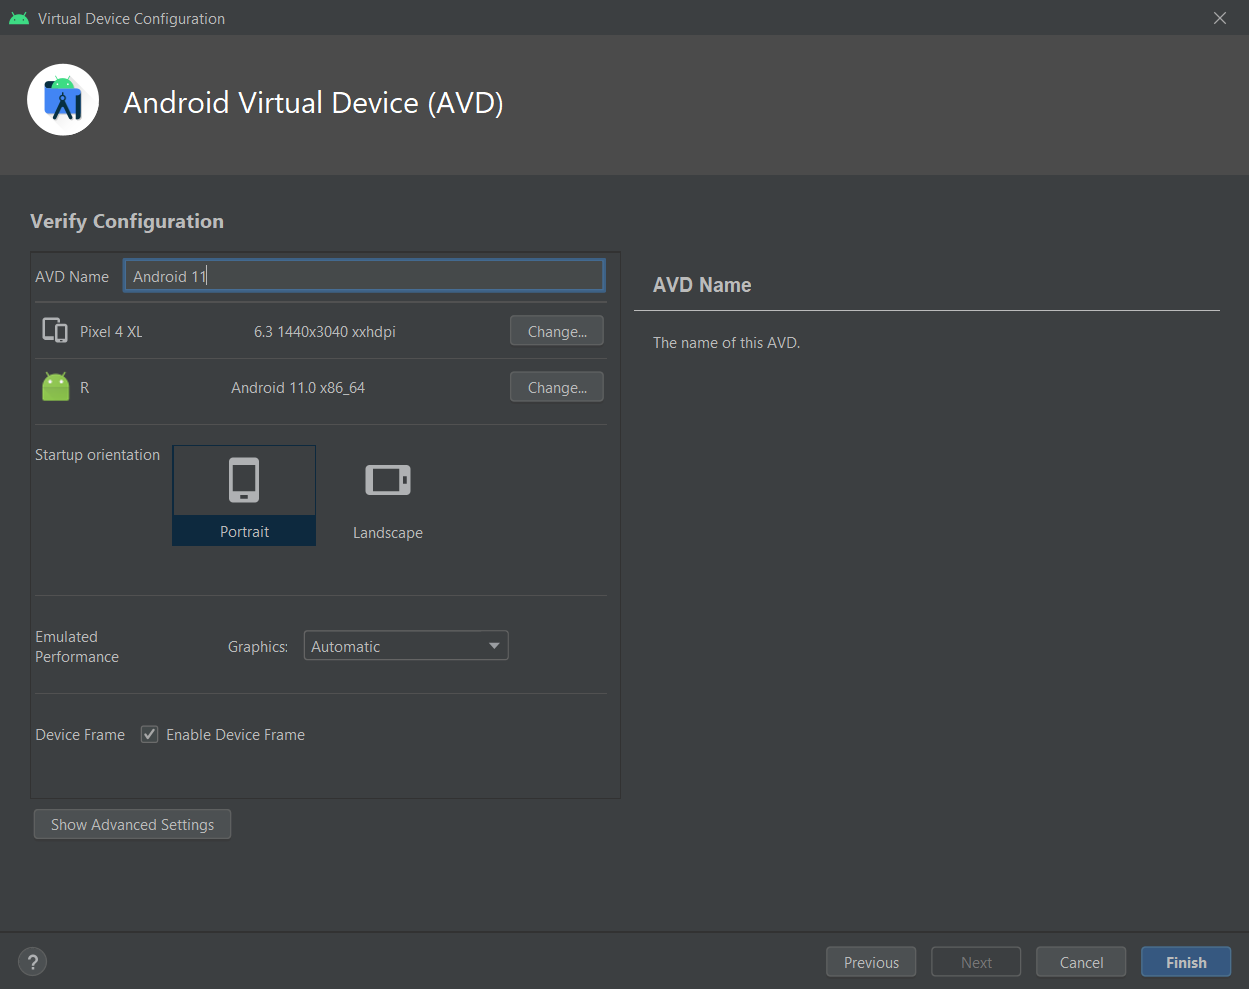 Virtual Device Configuration
Android Virtual Device (AVD)
Verify Configuration
AVD Name Android 11
Pixel 4 XL 6.3 1440x3040 xxhdpi Change...
R Android 11.0 x86_64 Change...
Startup orientation
Portrait Landscape
Emulated
Performance
Graphics: Automatic
Device Frame Enable Device Frame
Show Advanced Settings
AVD Name
The name of this AVD.
? Previous Next Cancel Finish